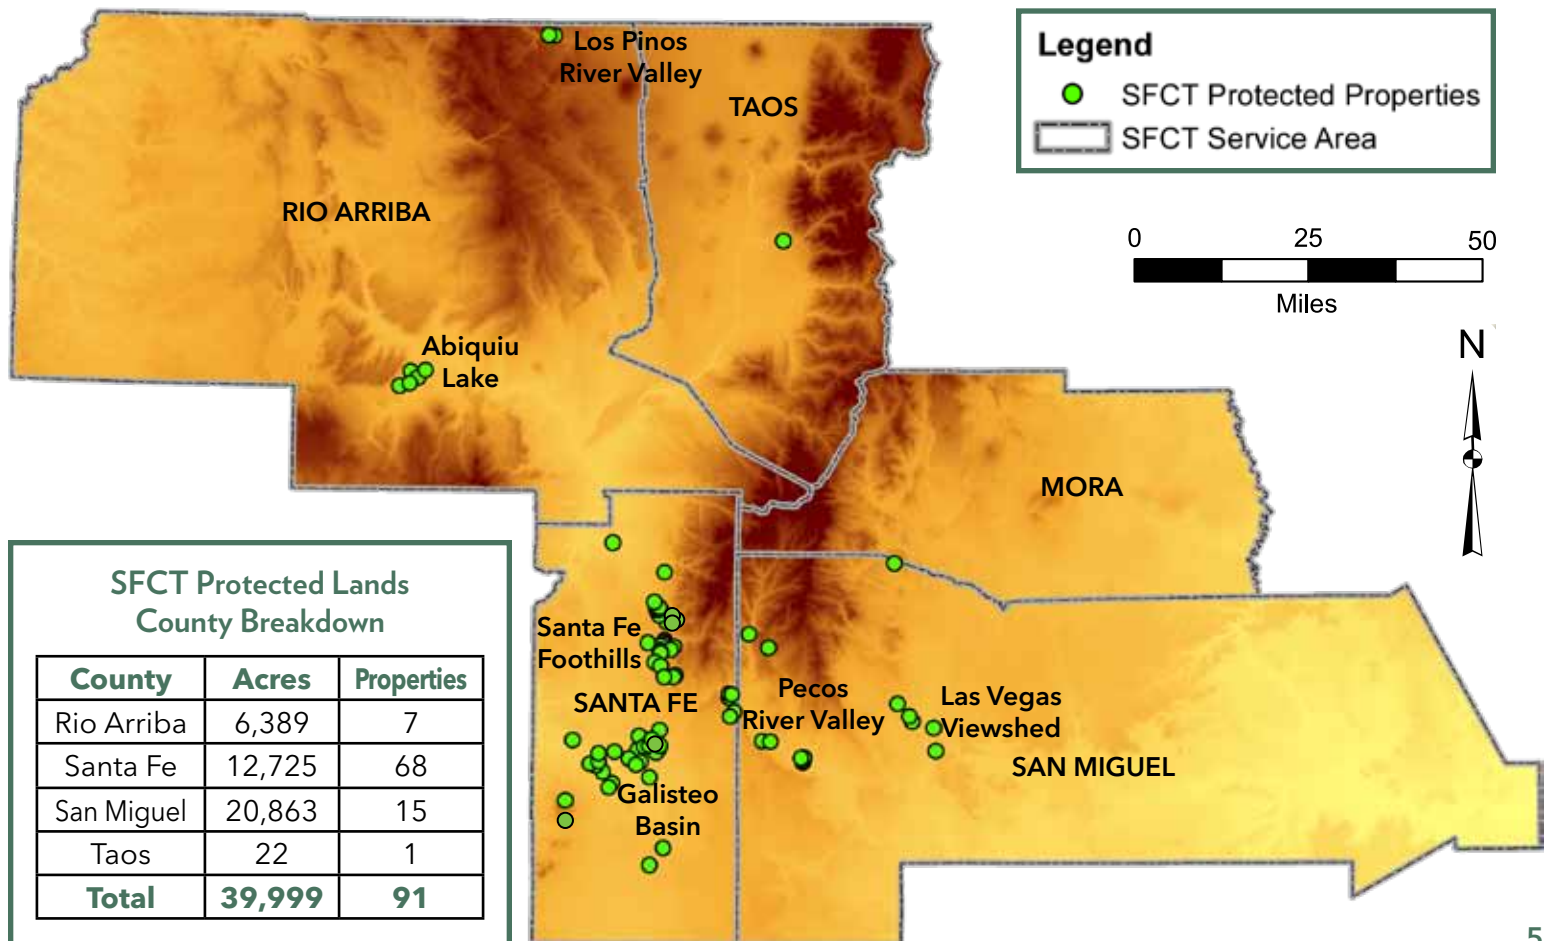 Los Pinos
River Valley
TAOS
RIO ARRIBA
Abiquiu
Lake
MORA
Santa Fe
Foothills
SANTA FE
Pecos
River Valley
Las Vegas
Viewshed
SAN MIGUEL
Galisteo
Basin
Legend
SFCT Protected Properties
SFCT Service Area
0 25 50
Miles
N
SFCT Protected Lands
County Breakdown
County Acres Properties
Rio Arriba 6,389 7
Santa Fe 12,725 68
San Miguel 20,863 15
Taos 22 1
Total 39,999 91
5